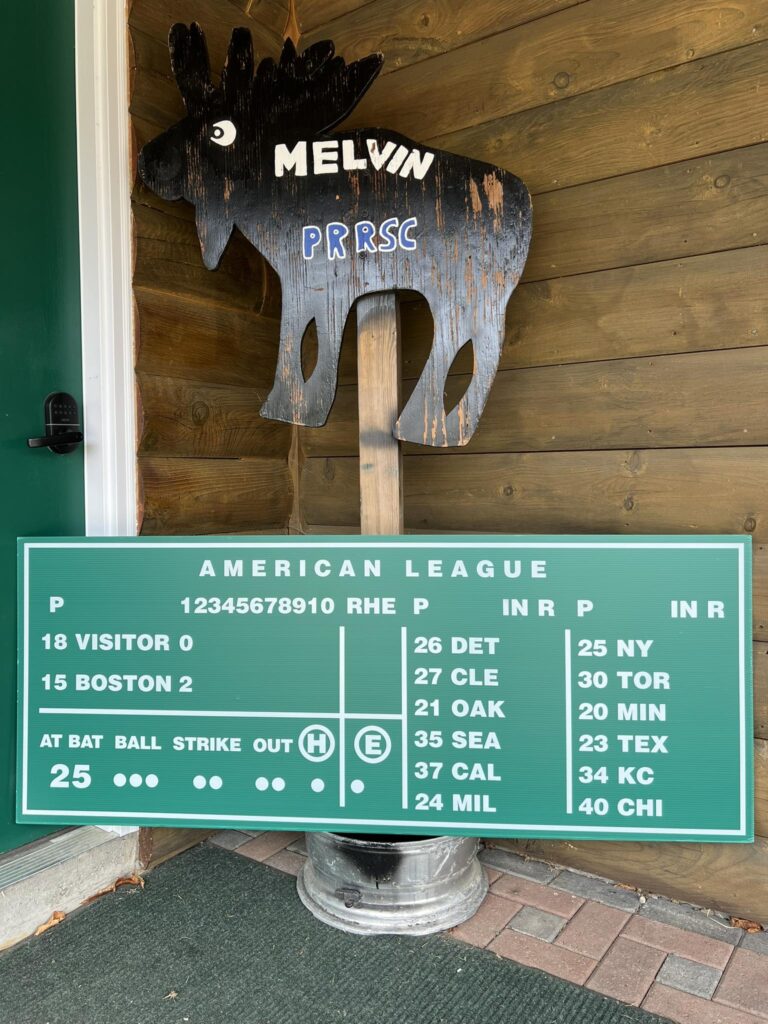 MELVIN
PRRSC
AMERICAN LEAGUE
P 12345678910 RHE P IN R P IN R
18 VISITOR 0 26 DET 25 NY
27 CLE 30 TOR
15 BOSTON 2 21 OAK 20 MIN
35 SEA 23 TEX
AT BAT BALL STRIKE OUT H E 37 CAL 34 KC
25 24 MIL 40 CHI